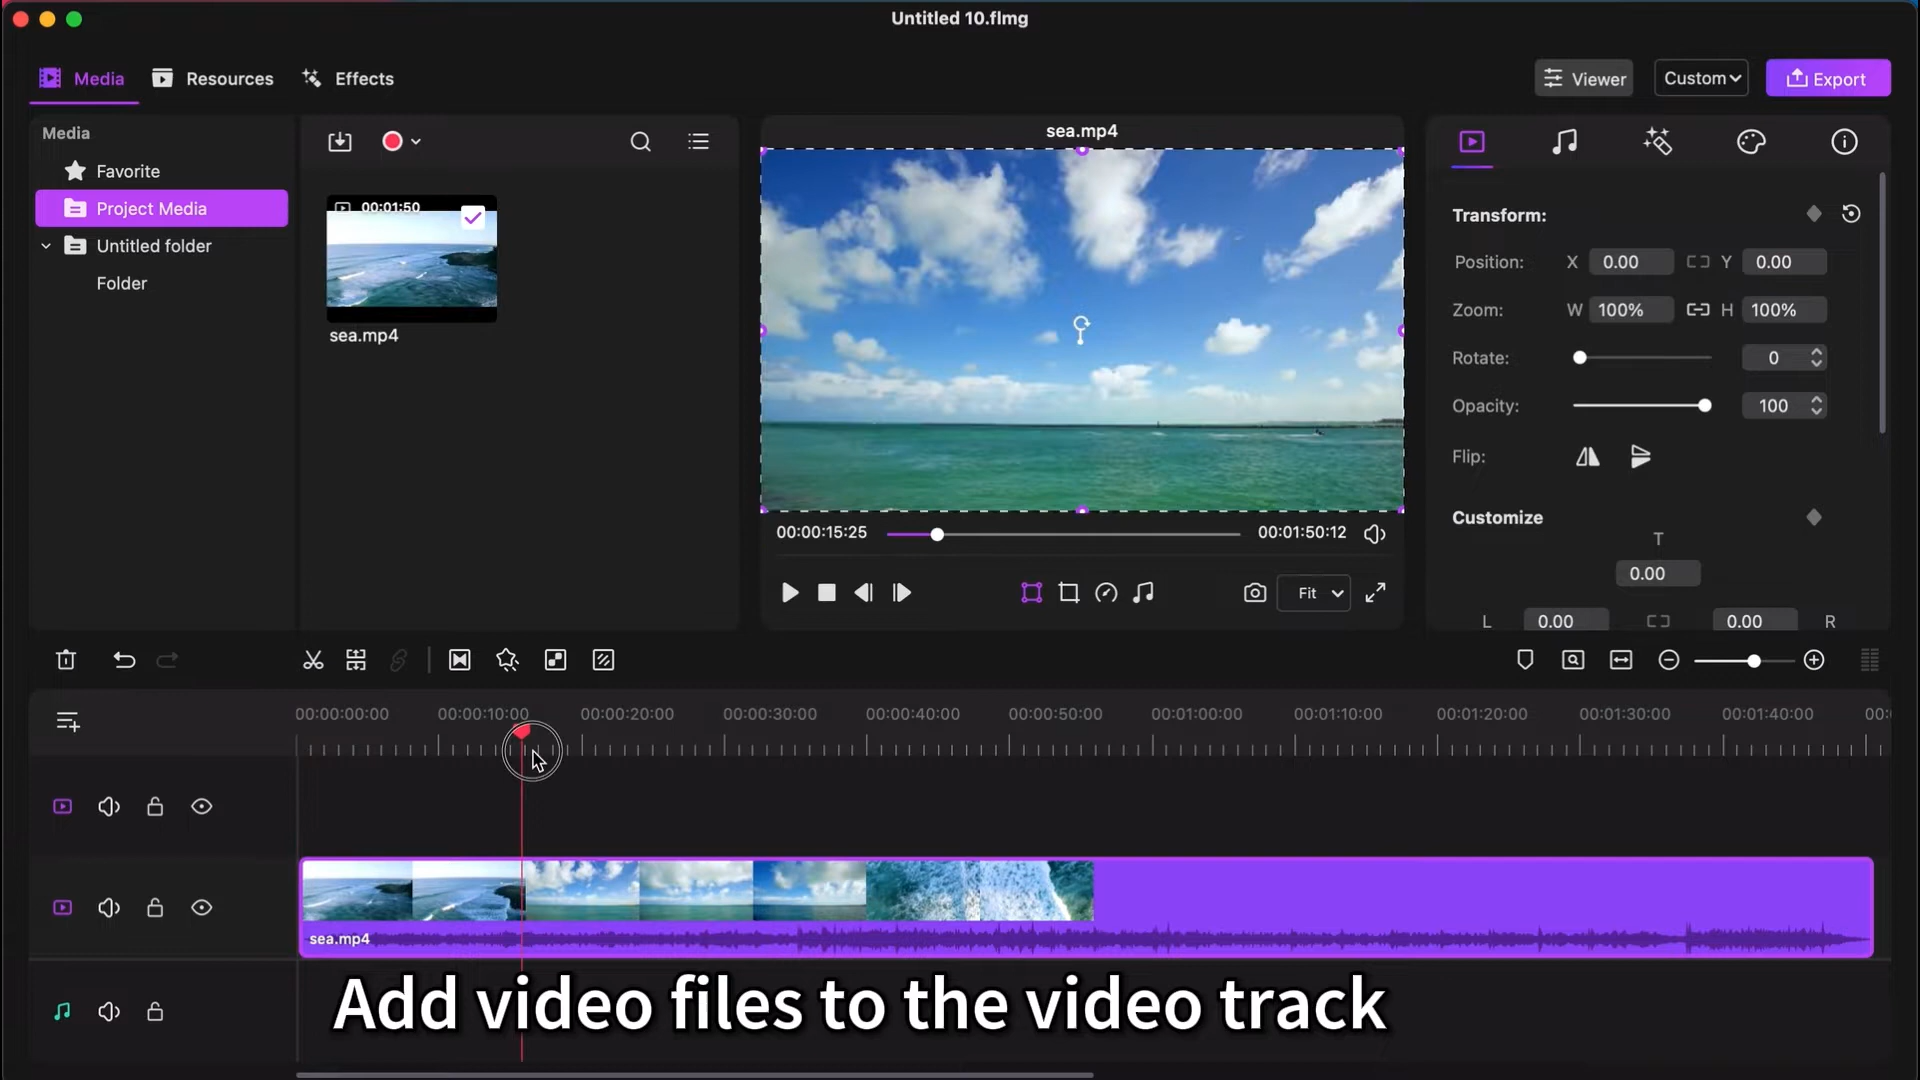 Untitled 10.flmg
Media
Resources
Effects
Viewer
Custom
Export
Media
Favorite
Project Media
Untitled folder
Folder
00:01:50
sea.mp4
sea.mp4
00:00:15:25
00:01:50:12
Fit
Transform:
Position: X 0.00 Y 0.00
Zoom: W 100% H 100%
Rotate: 0
Opacity: 100
Flip:
Customize
T
0.00
L 0.00 0.00 R
00:00:00:00 00:00:10:00 00:00:20:00 00:00:30:00 00:00:40:00 00:00:50:00 00:01:00:00 00:01:10:00 00:01:20:00 00:01:30:00 00:01:40:00 00:
sea.mp4
Add video files to the video track